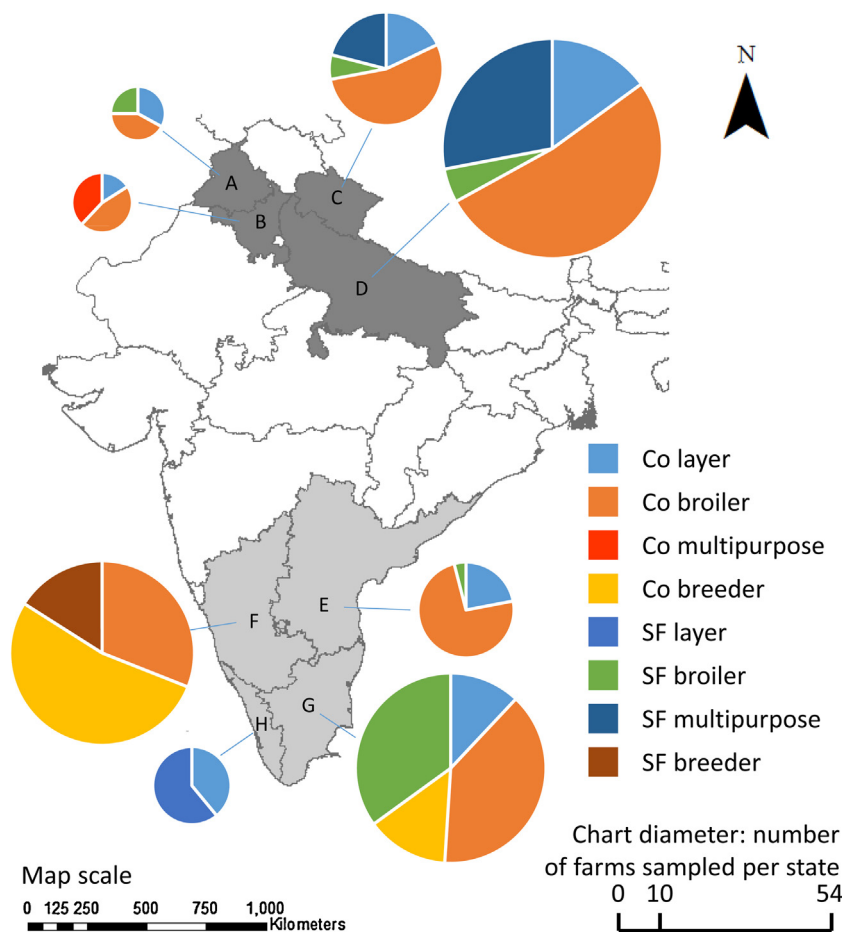 N
A
B
C
D
E
F
G
H
Co layer
Co broiler
Co multipurpose
Co breeder
SF layer
SF broiler
SF multipurpose
SF breeder
Chart diameter: number
of farms sampled per state
0 10 54
Map scale
0 125 250 500 750 1,000
Kilometers